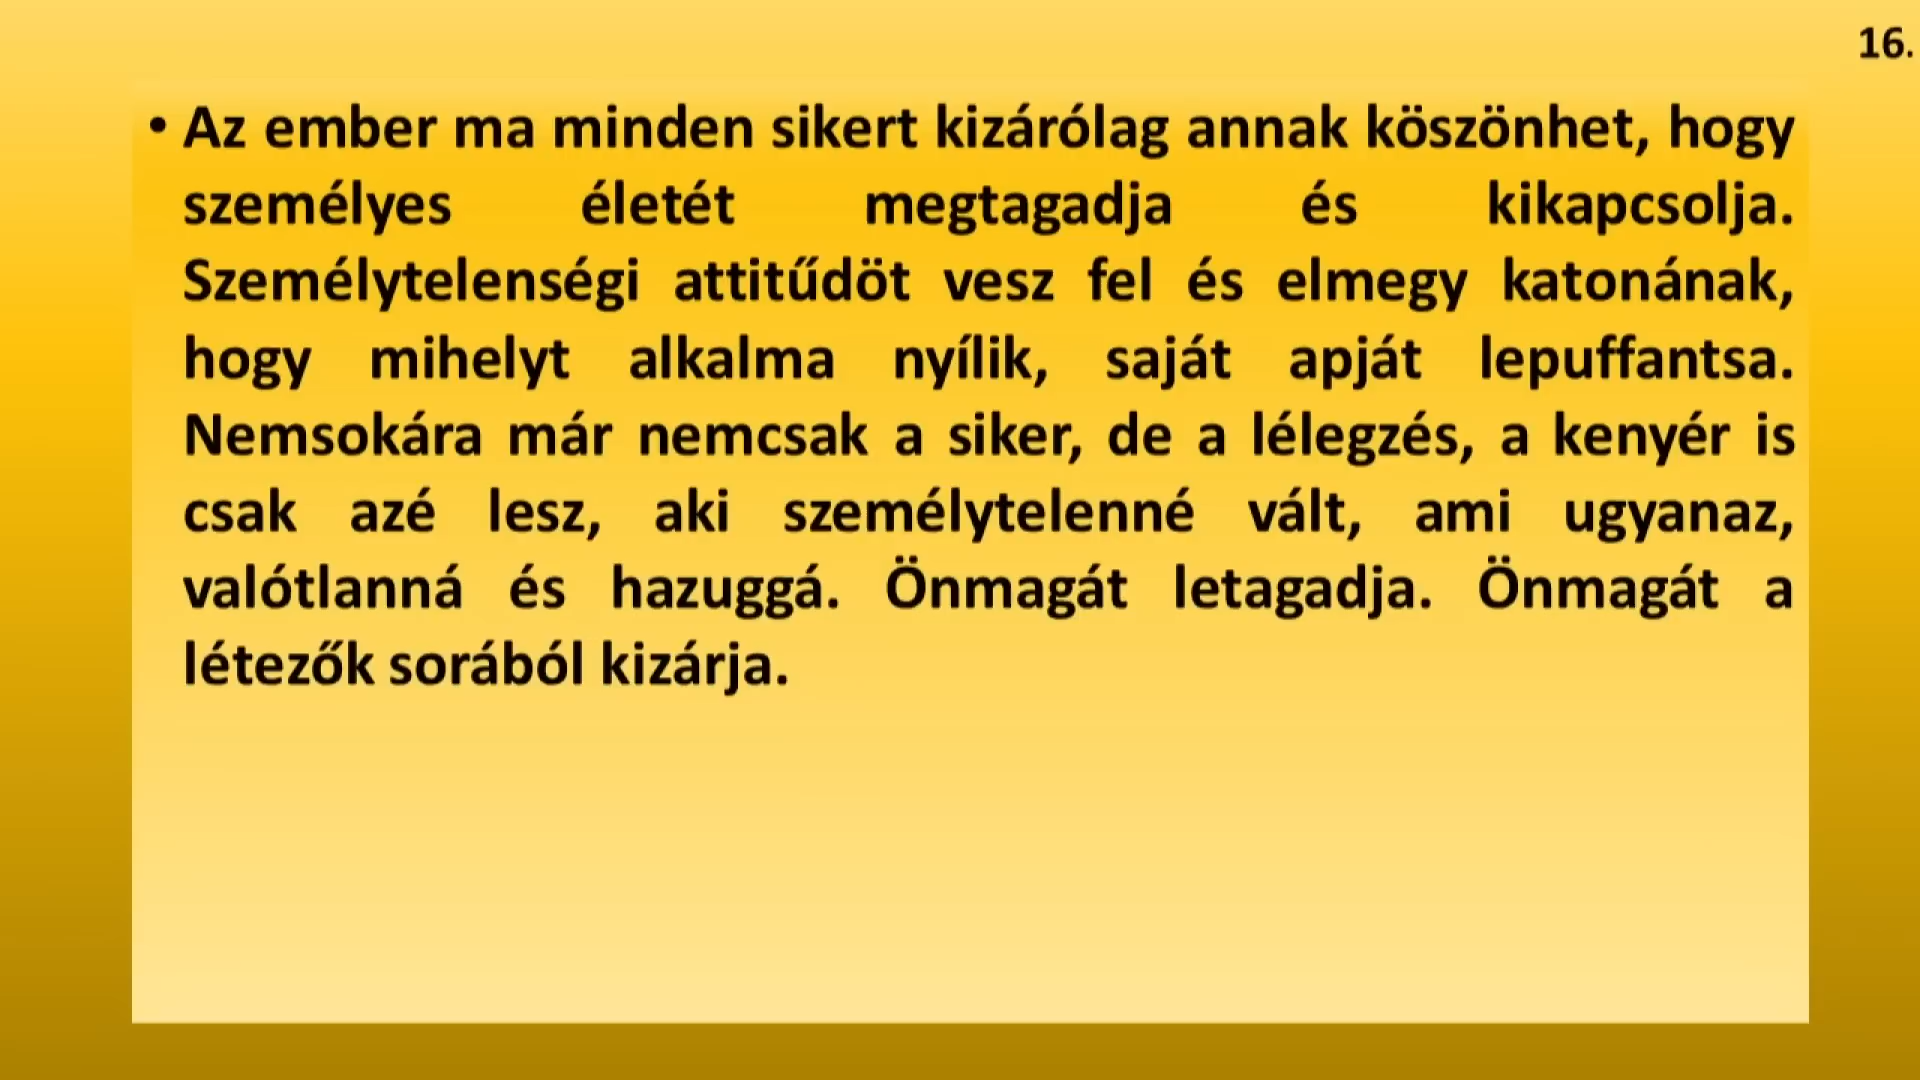 16.
• Az ember ma minden sikert kizárólag annak köszönhet, hogy
személyes életét megtagadja és kikapcsolja.
Személytelenségi attitűdöt vesz fel és elmegy katonának,
hogy mihelyt alkalma nyílik, saját apját lepuffantsa.
Nemsokára már nemcsak a siker, de a lélegzés, a kenyér is
csak azé lesz, aki személytelenné vált, ami ugyanaz,
valótlanná és hazuggá. Önmagát letagadja. Önmagát a
létezők sorából kizárja.